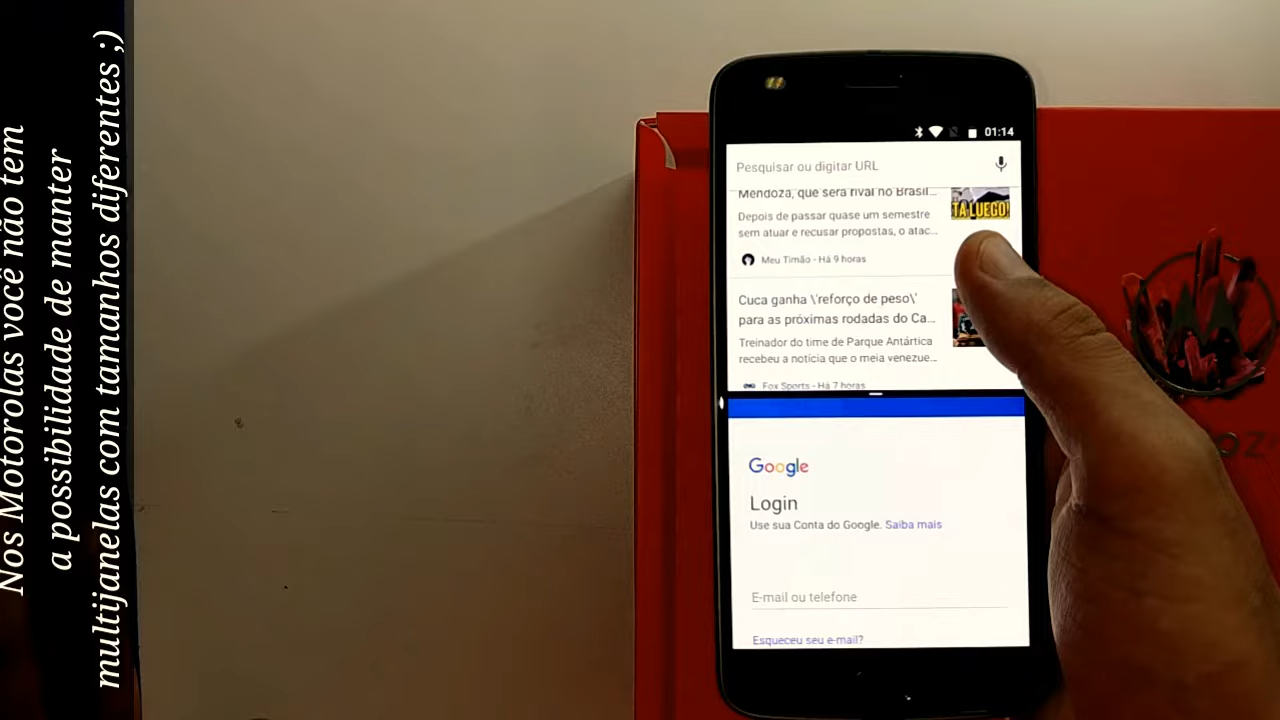 Nos Motorolas você não tem
a possibilidade de manter
multijanelas com tamanhos diferentes ;)
01:14
Pesquisar ou digitar URL
Mendoza, que será rival no Brasil...
Depois de passar quase um semestre
sem atuar e recusar propostas, o atac...
TA LUEGO!
Meu Timão - Há 9 horas
Cuca ganha \'reforço de peso\'
para as próximas rodadas do Ca...
Treinador do time de Parque Antártica
recebeu a notícia que o meia venezue...
Fox Sports - Há 7 horas
Google
Login
Use sua Conta do Google. Saiba mais
E-mail ou telefone
Esqueceu seu e-mail?